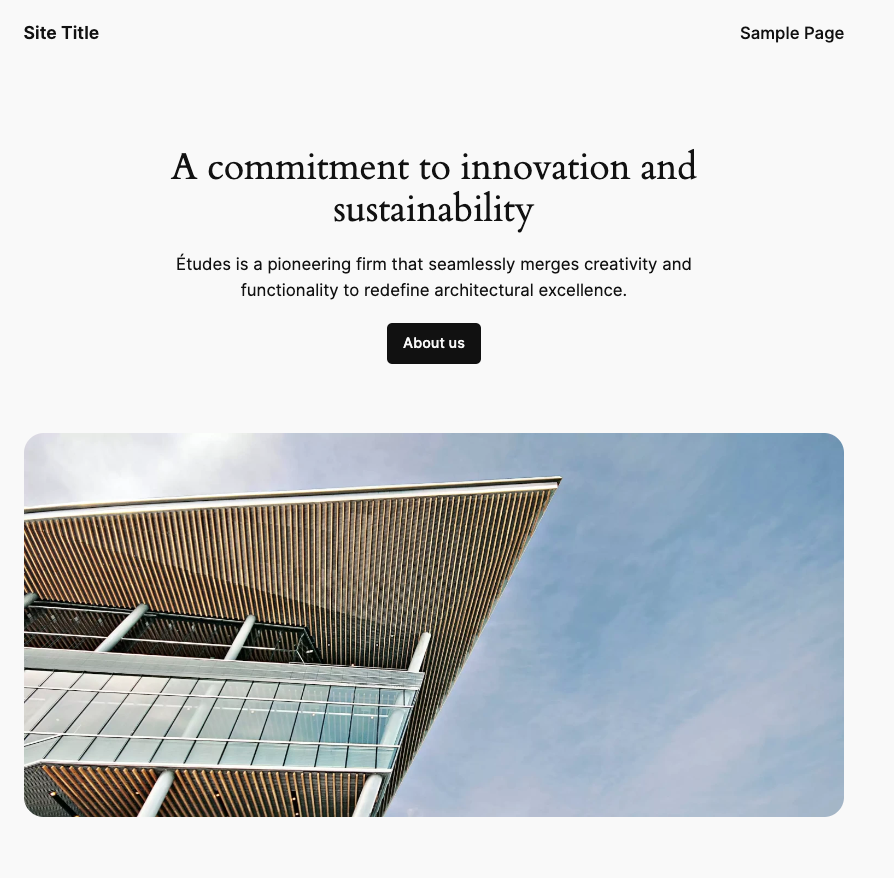 Site Title
Sample Page
A commitment to innovation and
sustainability
Études is a pioneering firm that seamlessly merges creativity and
functionality to redefine architectural excellence.
About us